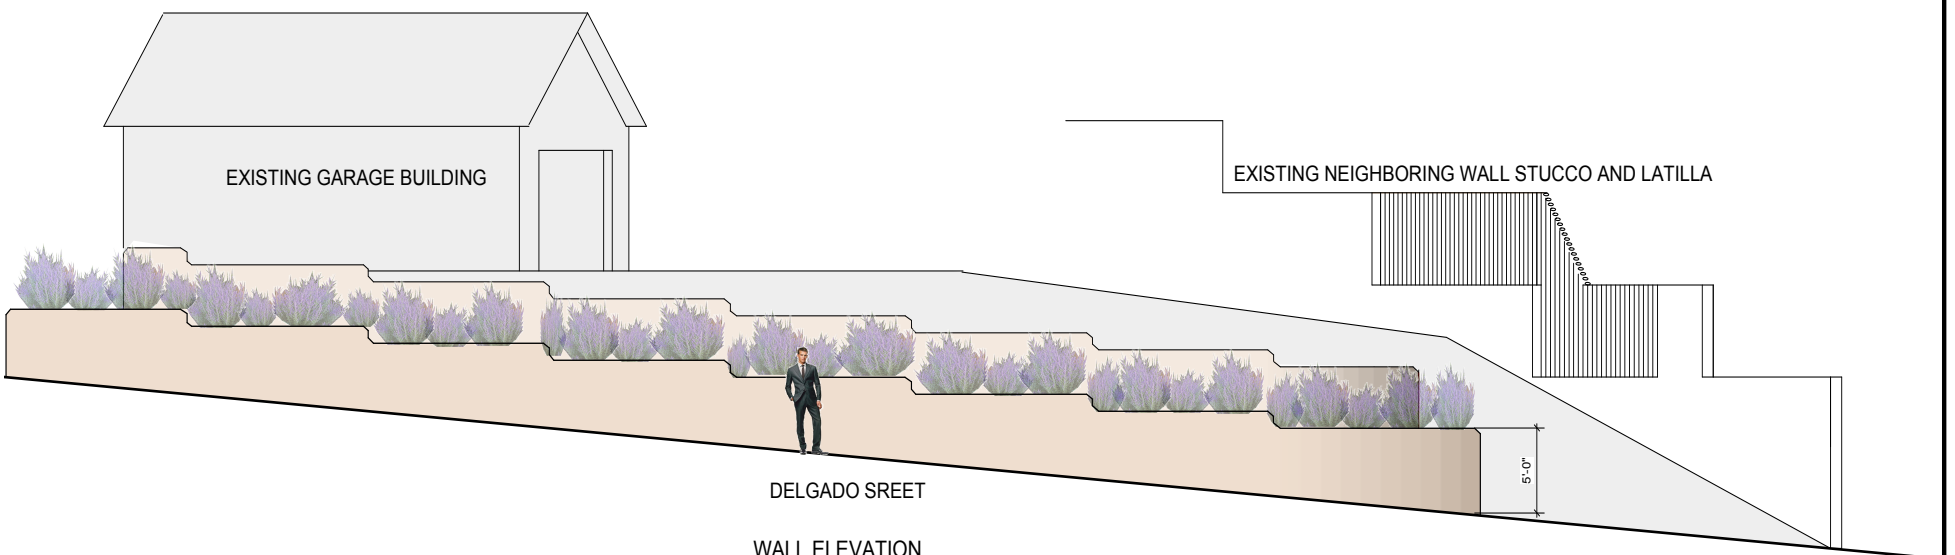 EXISTING NEIGHBORING WALL STUCCO AND LATILLA
EXISTING GARAGE BUILDING
5'-0"
DELGADO SREET
WALL ELEVATION